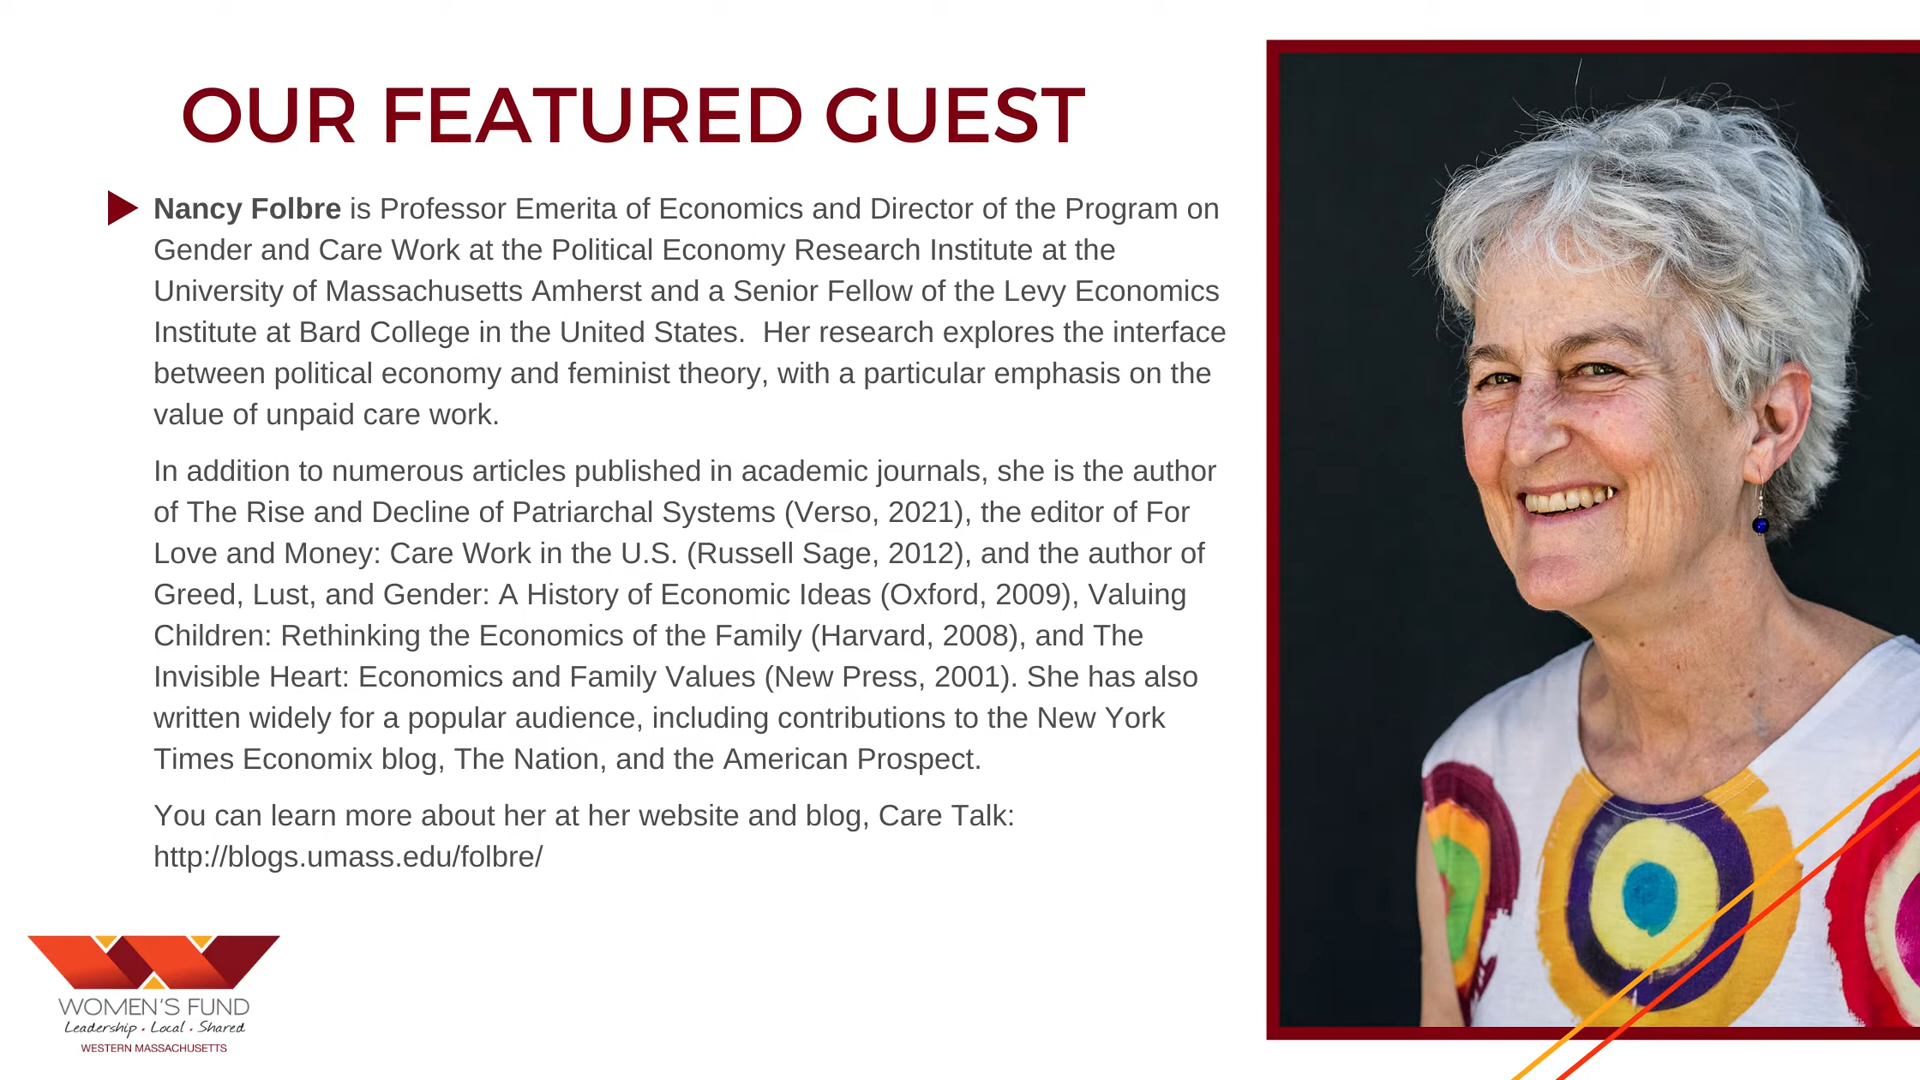 OUR FEATURED GUEST
Nancy Folbre is Professor Emerita of Economics and Director of the Program on
Gender and Care Work at the Political Economy Research Institute at the
University of Massachusetts Amherst and a Senior Fellow of the Levy Economics
Institute at Bard College in the United States.  Her research explores the interface
between political economy and feminist theory, with a particular emphasis on the
value of unpaid care work.
In addition to numerous articles published in academic journals, she is the author
of The Rise and Decline of Patriarchal Systems (Verso, 2021), the editor of For
Love and Money: Care Work in the U.S. (Russell Sage, 2012), and the author of
Greed, Lust, and Gender: A History of Economic Ideas (Oxford, 2009), Valuing
Children: Rethinking the Economics of the Family (Harvard, 2008), and The
Invisible Heart: Economics and Family Values (New Press, 2001). She has also
written widely for a popular audience, including contributions to the New York
Times Economix blog, The Nation, and the American Prospect.
You can learn more about her at her website and blog, Care Talk:
http://blogs.umass.edu/folbre/
WOMEN'S FUND
Leadership • Local • Shared
WESTERN MASSACHUSETTS